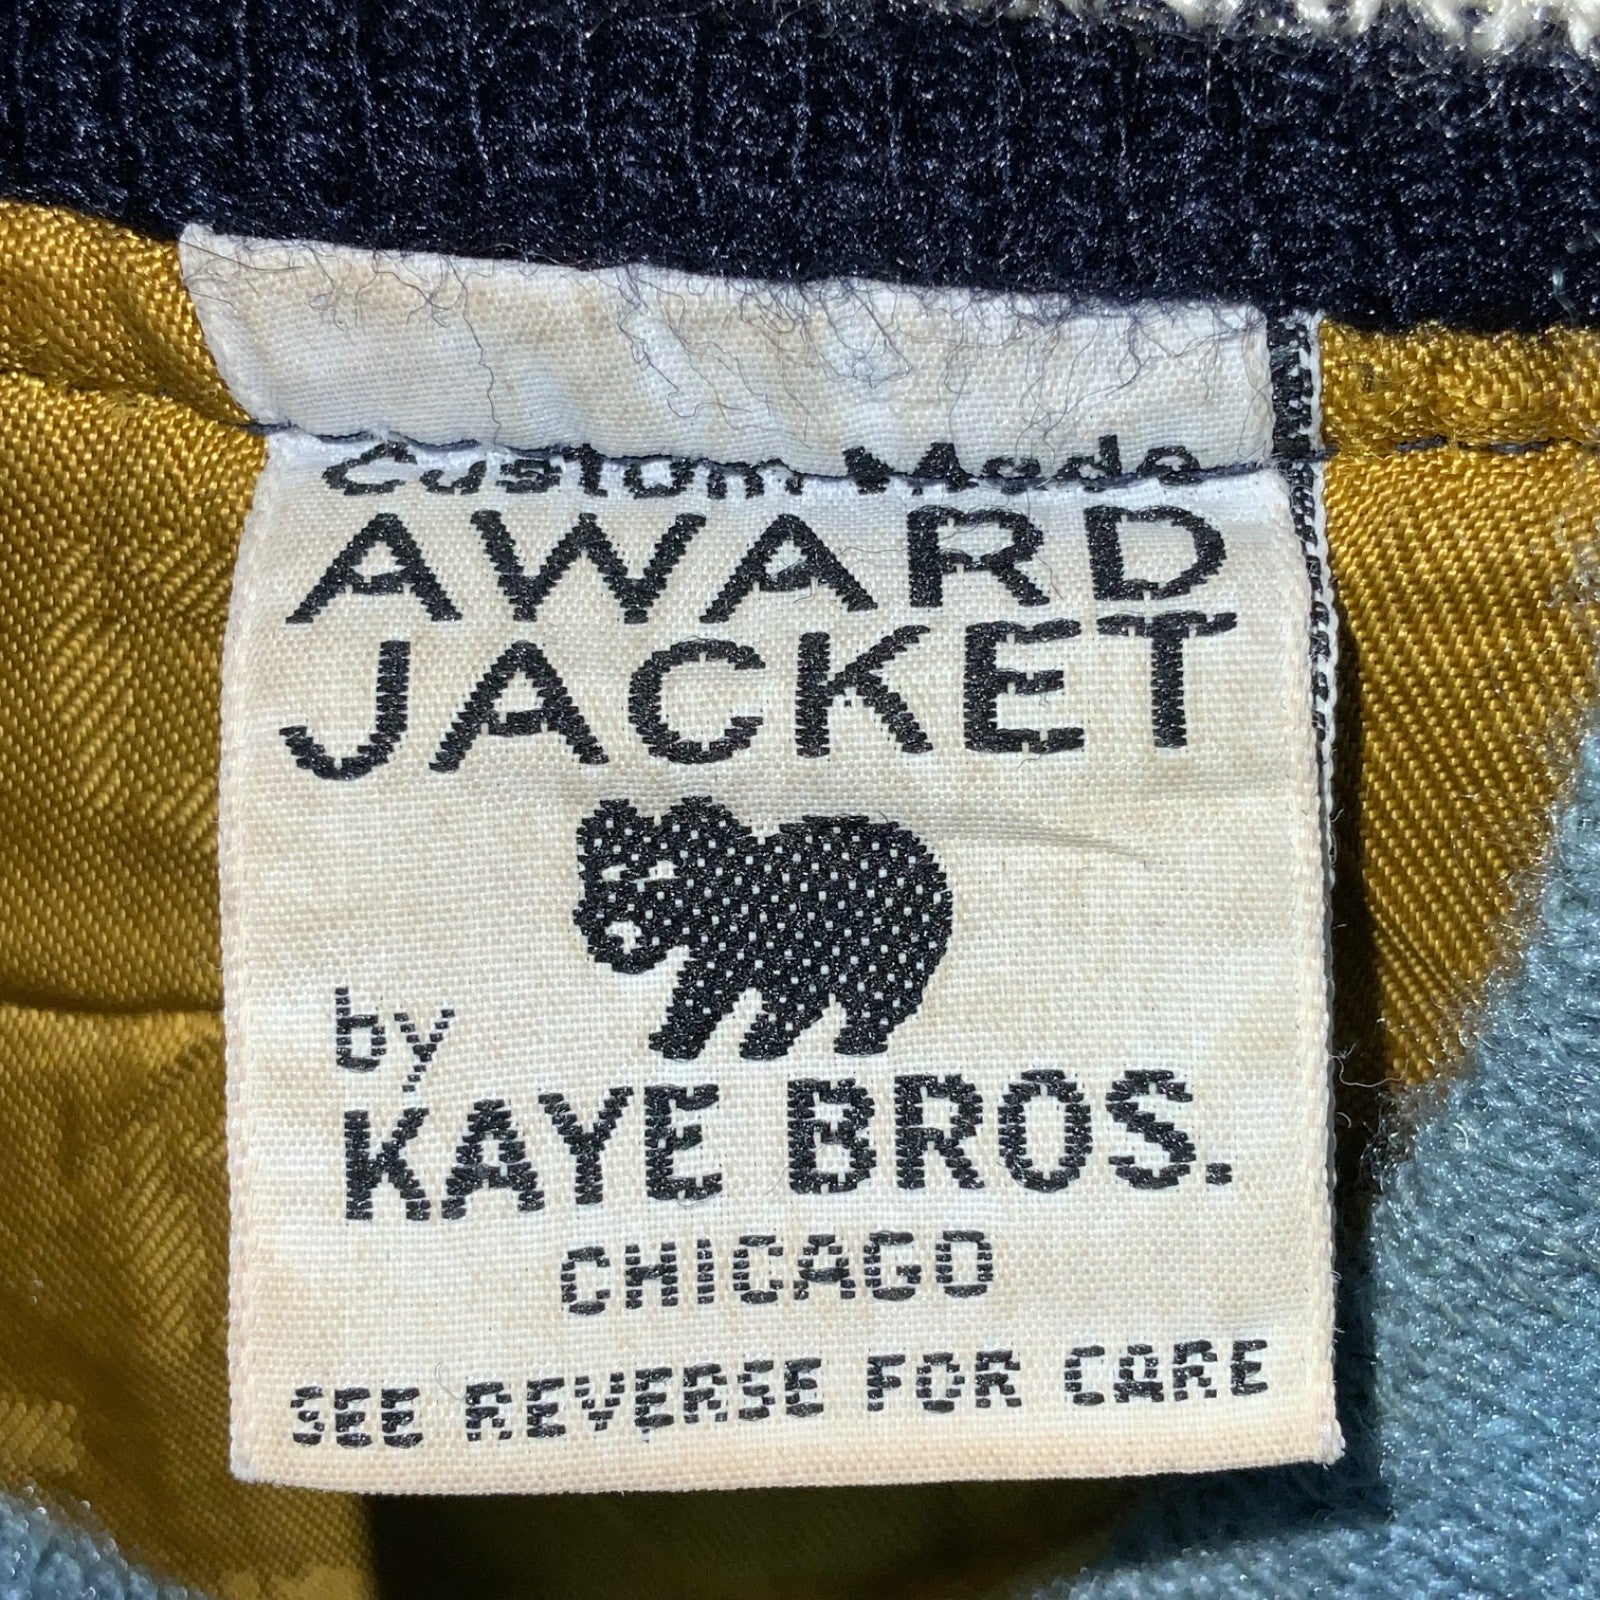 Custom Made
AWARD
JACKET
by
KAYE BROS.
CHICAGO
SEE REVERSE FOR CARE